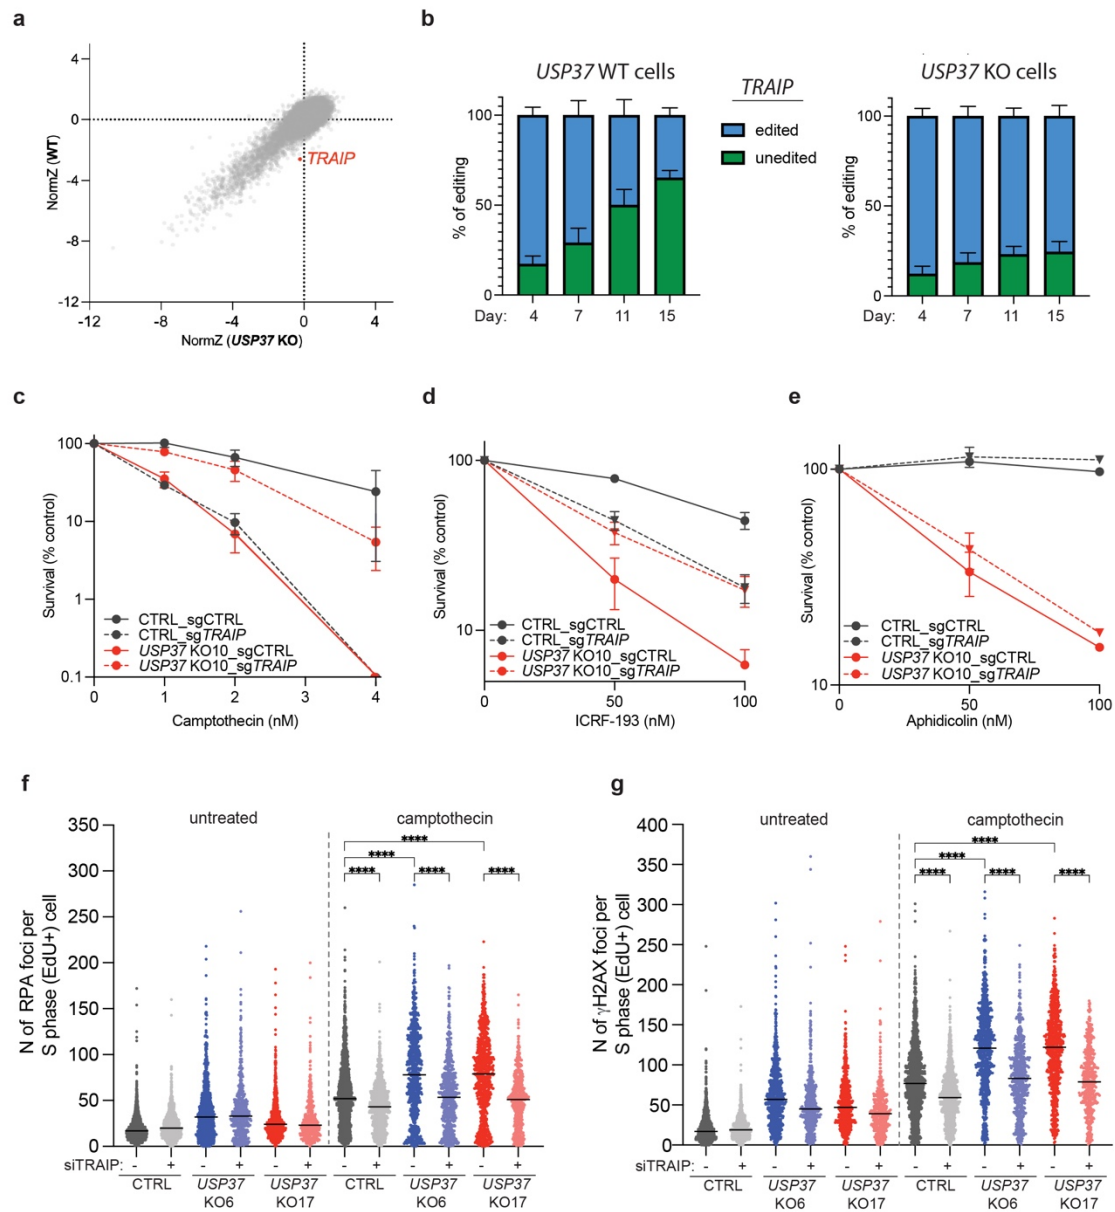 a
4
0
-4
-8
-12
NormZ (WT)
TRAIP
-12
-8
-4
0
4
NormZ (USP37 KO)
b
USP37 WT cells
TRAIP
edited
unedited
USP37 KO cells
100
50
0
% of editing
Day: 4 7 11 15
100
50
0
% of editing
Day: 4 7 11 15
c
100
10
1
0.1
Survival (% control)
CTRL_sgCTRL
CTRL_sgTRAIP
USP37 KO10_sgCTRL
USP37 KO10_sgTRAIP
0 1 2 3 4
Camptothecin (nM)
d
100
10
Survival (% control)
CTRL_sgCTRL
CTRL_sgTRAIP
USP37 KO10_sgCTRL
USP37 KO10_sgTRAIP
0 50 100
ICRF-193 (nM)
e
100
10
Survival (% control)
CTRL_sgCTRL
CTRL_sgTRAIP
USP37 KO10_sgCTRL
USP37 KO10_sgTRAIP
0 50 100
Aphidicolin (nM)
f
untreated
camptothecin
350
300
250
200
150
100
50
0
N of RPA foci per
S phase (EdU+) cell
****
****
**** **** ****
siTRAIP: - + - + - + - + - + - +
CTRL USP37 USP37 CTRL USP37 USP37
KO6 KO17 KO6 KO17
g
untreated
camptothecin
400
350
300
250
200
150
100
50
0
N of γH2AX foci per
S phase (EdU+) cell
****
****
**** **** ****
- + - + - + - + - + - +
CTRL USP37 USP37 CTRL USP37 USP37
KO6 KO17 KO6 KO17